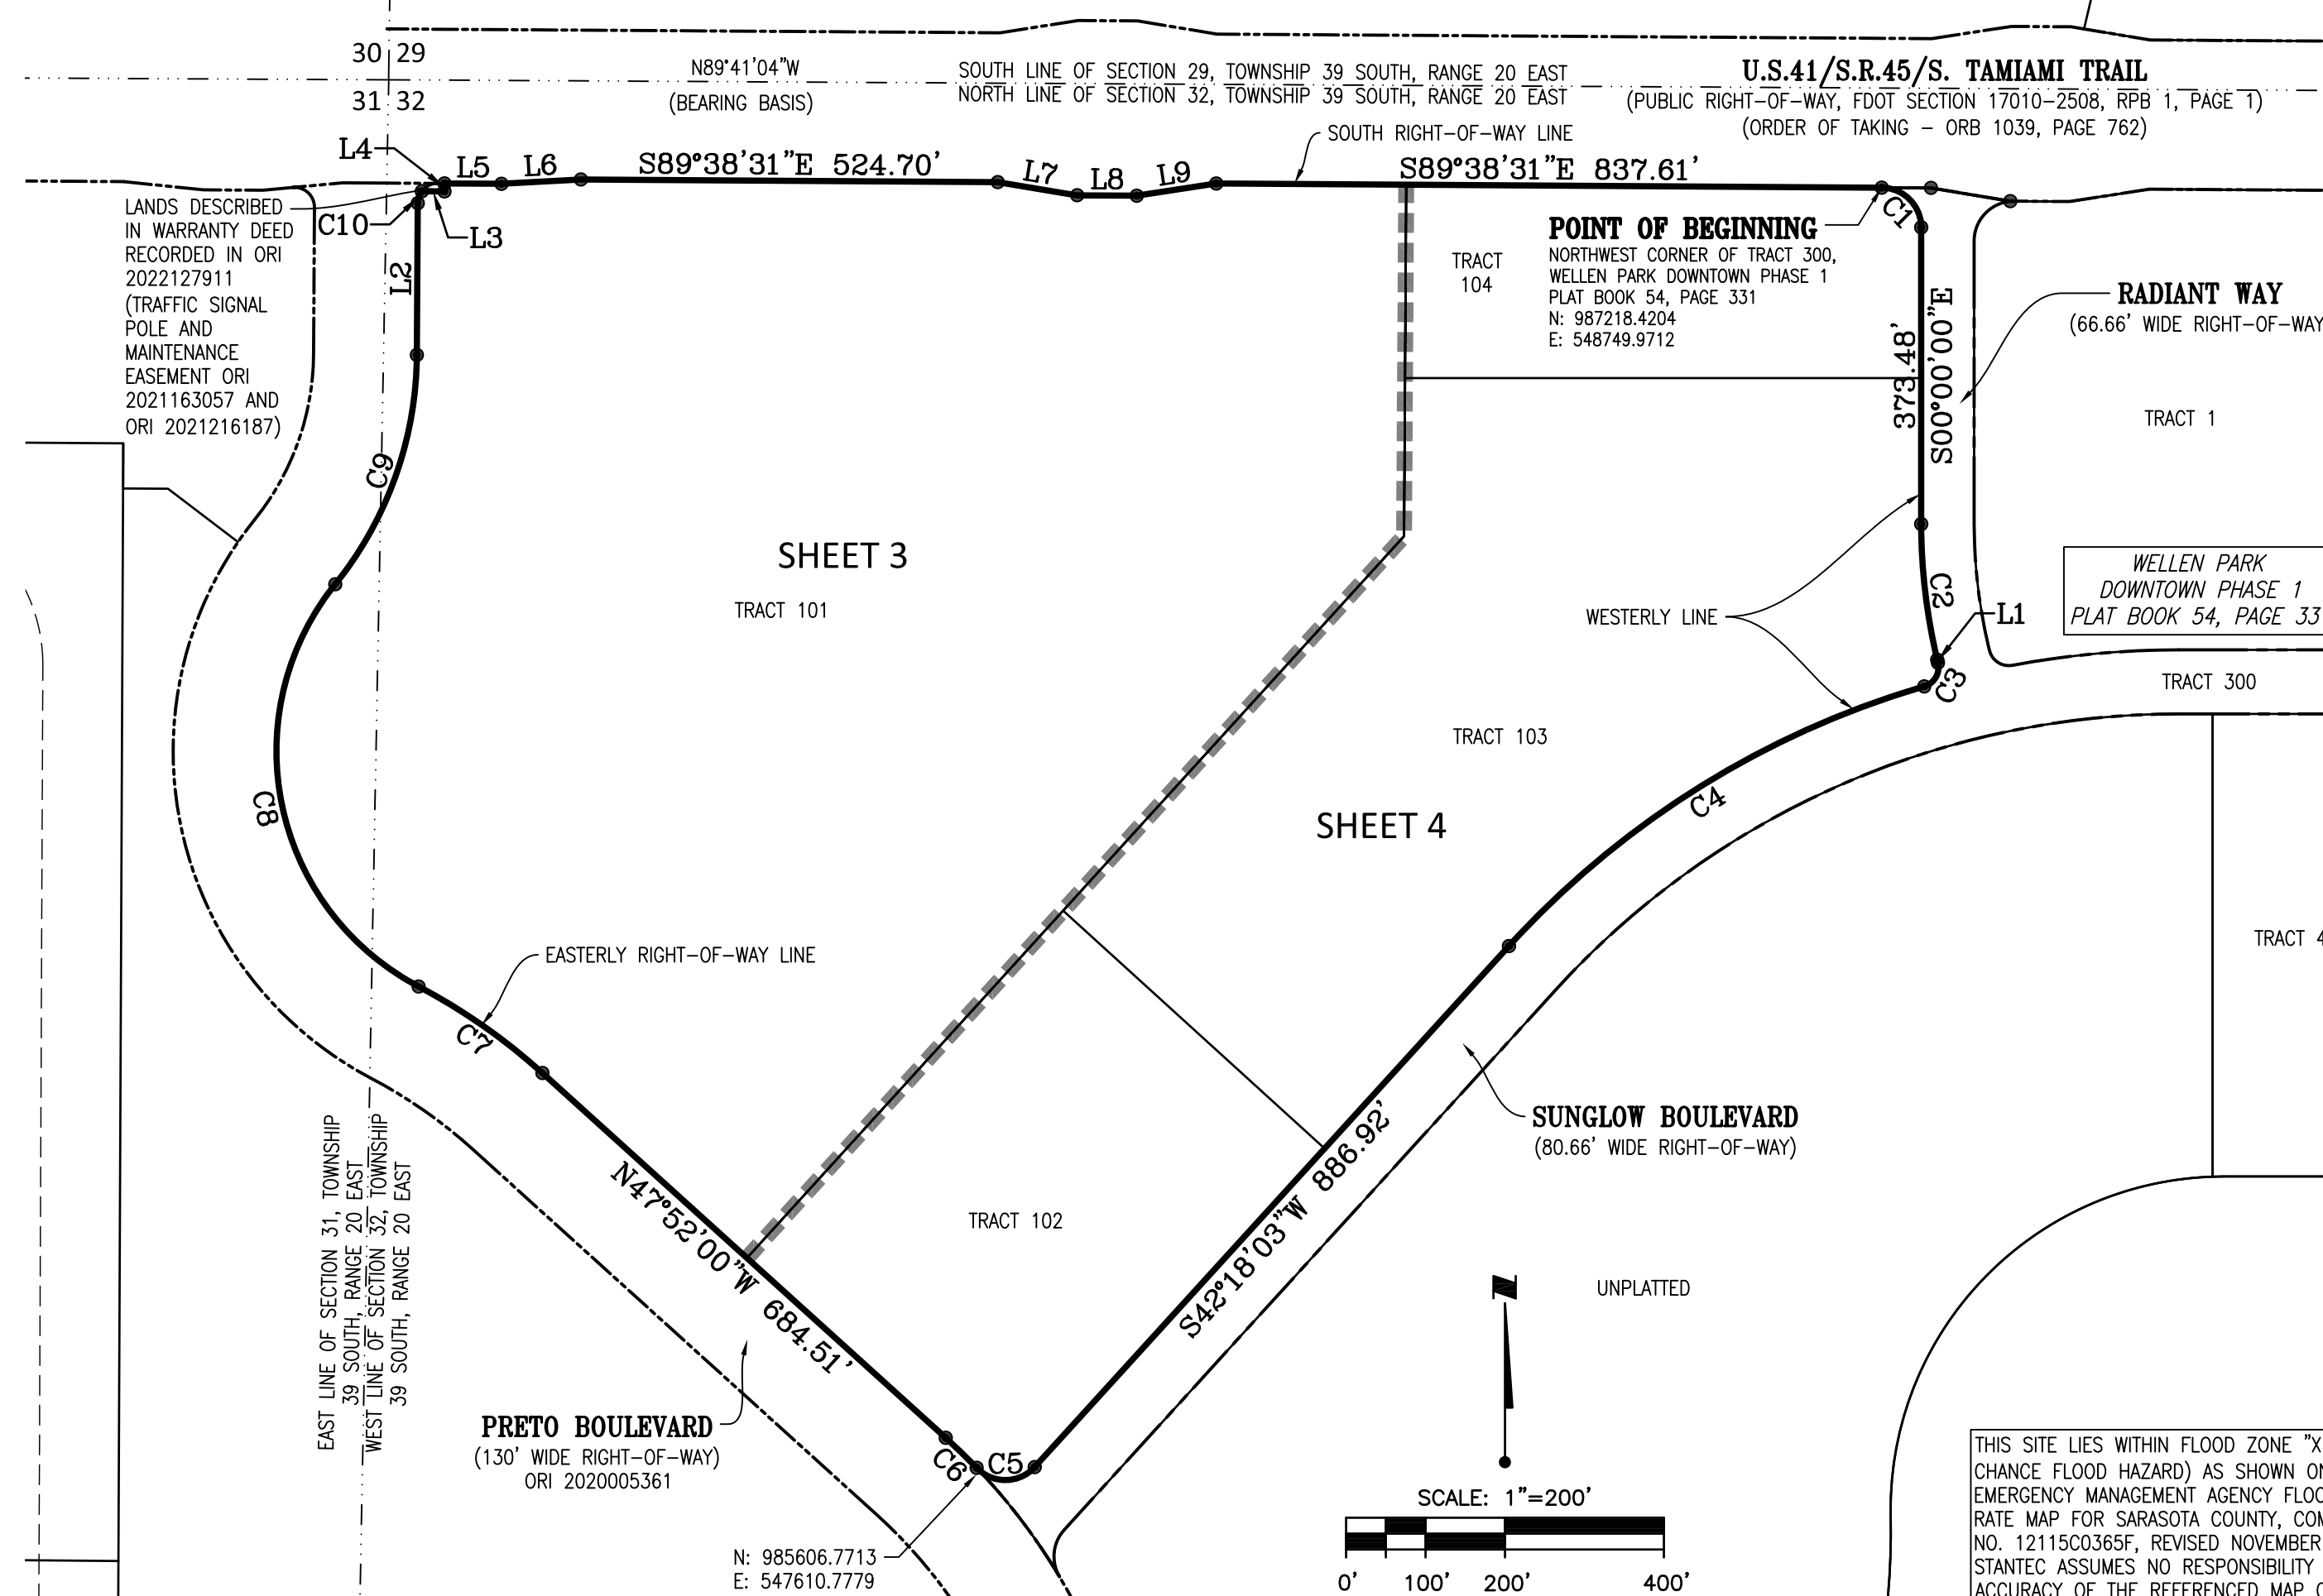 30 29
31 32
N89°41'04"W
(BEARING BASIS)
SOUTH LINE OF SECTION 29, TOWNSHIP 39 SOUTH, RANGE 20 EAST
NORTH LINE OF SECTION 32, TOWNSHIP 39 SOUTH, RANGE 20 EAST
U.S.41/S.R.45/S. TAMIAMI TRAIL
(PUBLIC RIGHT-OF-WAY, FDOT SECTION 17010-2508, RPB 1, PAGE 1)
(ORDER OF TAKING - ORB 1039, PAGE 762)
SOUTH RIGHT-OF-WAY LINE
L4
L5
L6
S89°38'31"E 524.70'
L7
L8
L9
S89°38'31"E 837.61'
LANDS DESCRIBED
IN WARRANTY DEED
RECORDED IN ORI
2022127911
(TRAFFIC SIGNAL
POLE AND
MAINTENANCE
EASEMENT ORI
2021163057 AND
ORI 2021216187)
C10
L3
L2
C1
POINT OF BEGINNING
NORTHWEST CORNER OF TRACT 300,
WELLEN PARK DOWNTOWN PHASE 1
PLAT BOOK 54, PAGE 331
N: 987218.4204
E: 548749.9712
TRACT
104
373.48'
S00°00'00"E
RADIANT WAY
(66.66' WIDE RIGHT-OF-WAY
TRACT 1
C9
SHEET 3
TRACT 101
WESTERLY LINE
C2
L1
WELLEN PARK
DOWNTOWN PHASE 1
PLAT BOOK 54, PAGE 33
C3
TRACT 300
TRACT 103
SHEET 4
C4
C8
EASTERLY RIGHT-OF-WAY LINE
C7
TRACT 4
SUNGLOW BOULEVARD
(80.66' WIDE RIGHT-OF-WAY)
EAST LINE OF SECTION 31, TOWNSHIP
39 SOUTH, RANGE 20 EAST
WEST LINE OF SECTION 32, TOWNSHIP
39 SOUTH, RANGE 20 EAST
N47°52'00"W 684.51'
TRACT 102
S42°18'03"W 886.92'
UNPLATTED
N
PRETO BOULEVARD
(130' WIDE RIGHT-OF-WAY)
ORI 2020005361
C6
C5
N: 985606.7713
E: 547610.7779
SCALE: 1"=200'
0' 100' 200' 400'
THIS SITE LIES WITHIN FLOOD ZONE "X
CHANCE FLOOD HAZARD) AS SHOWN ON
EMERGENCY MANAGEMENT AGENCY FLOO
RATE MAP FOR SARASOTA COUNTY, COM
NO. 12115C0365F, REVISED NOVEMBER
STANTEC ASSUMES NO RESPONSIBILITY
ACCURACY OF THE REFERENCED MAP